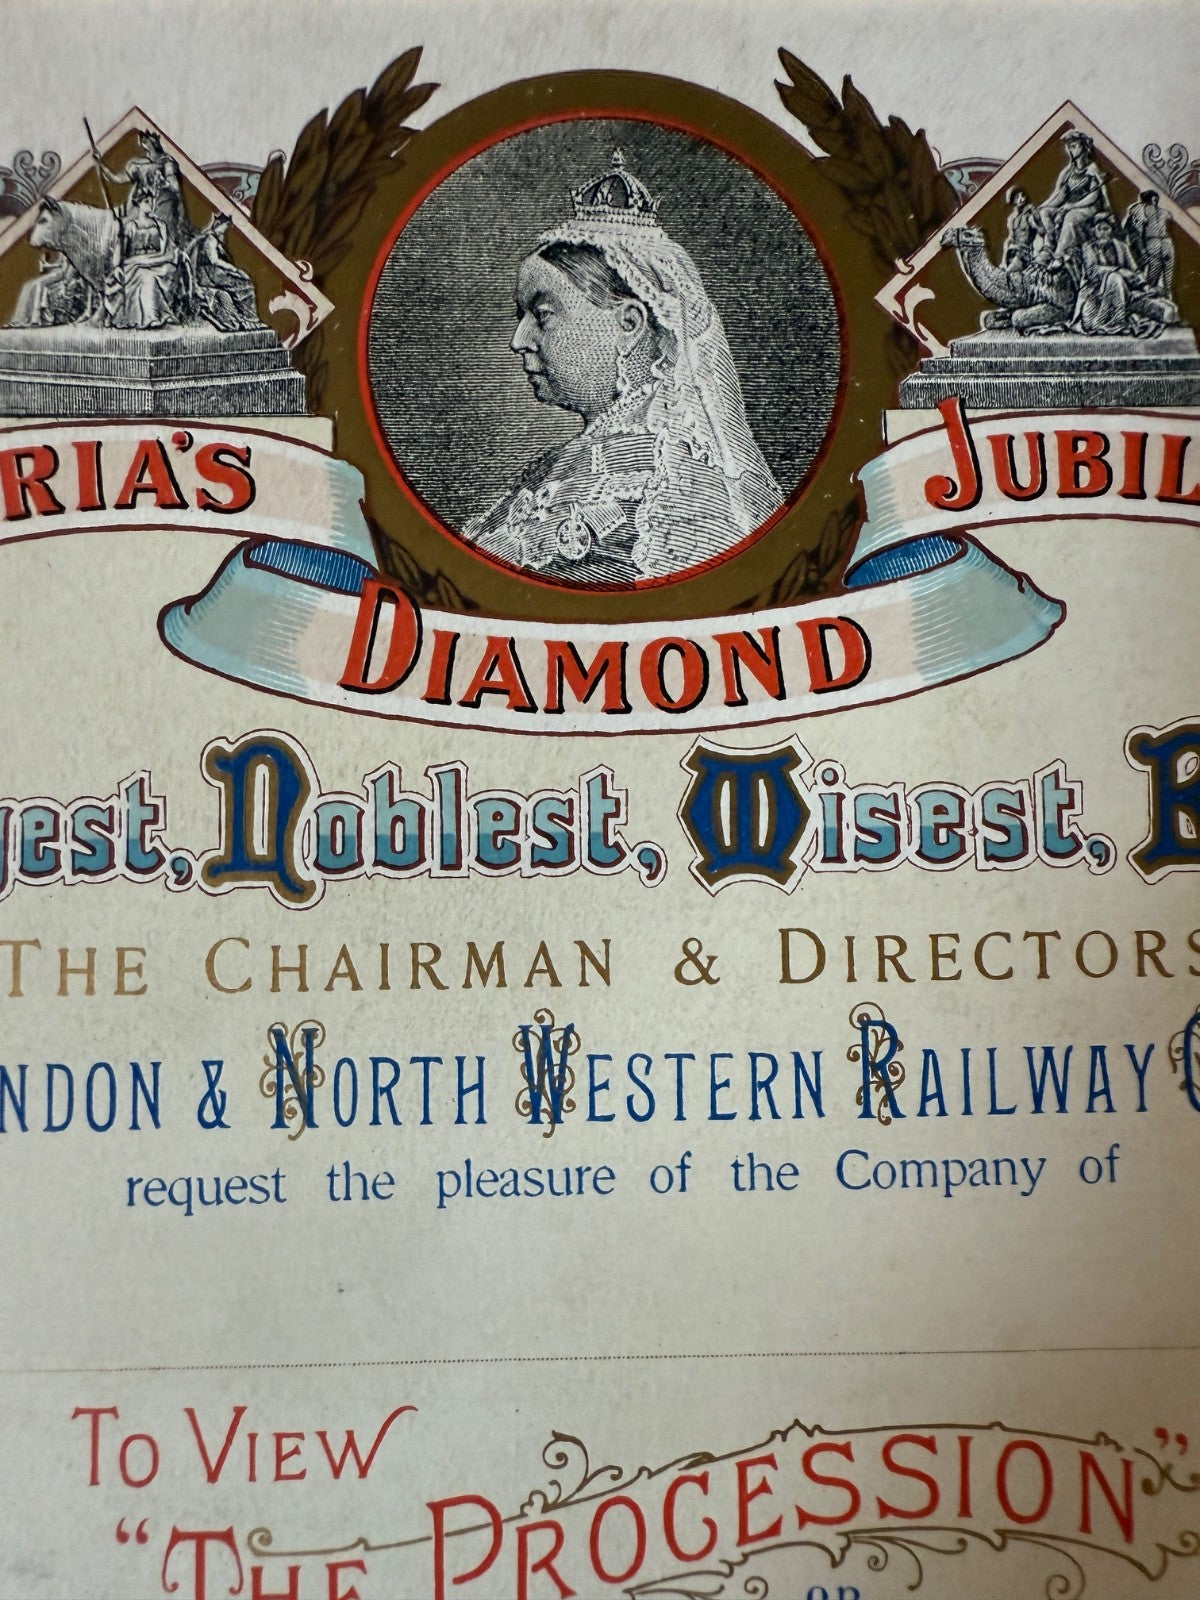 RIA'S JUBIL
DIAMOND
gest, Noblest, Wisest, B
THE CHAIRMAN & DIRECTORS
NDON & NORTH WESTERN RAILWAY C
request the pleasure of the Company of
TO VIEW
"THE PROCESSION"
ON